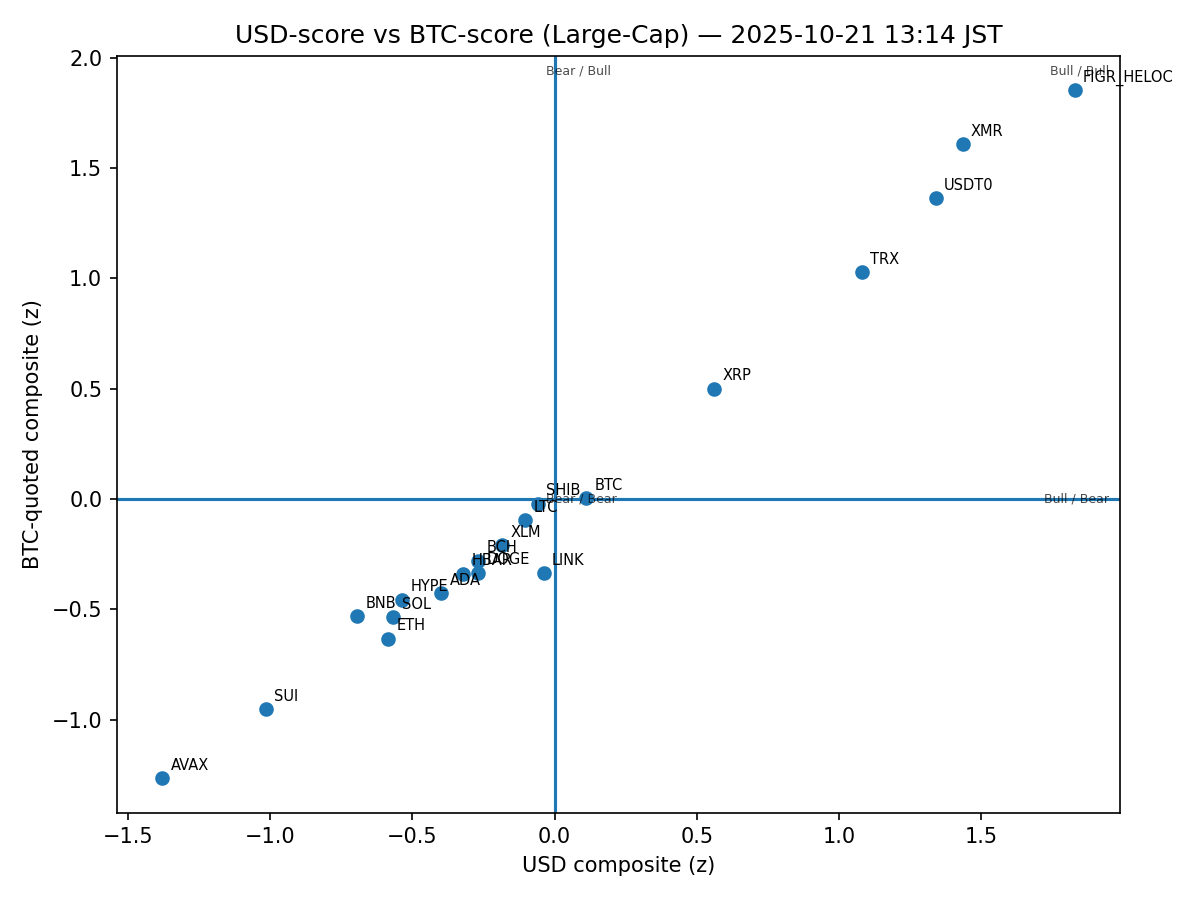 USD-score vs BTC-score (Large-Cap) — 2025-10-21 13:14 JST
2.0
1.5
1.0
0.5
0.0
−0.5
−1.0
BTC-quoted composite (z)
Bear / Bull
Bull / Bull
FIGR_HELOC
XMR
USDT0
TRX
XRP
BTC
SHIB
Bear / Bear
Bull / Bear
LTC
XLM
BCH
HBAR
DOGE
LINK
ADA
HYPE
BNB
SOL
ETH
SUI
AVAX
−1.5
−1.0
−0.5
0.0
0.5
1.0
1.5
USD composite (z)